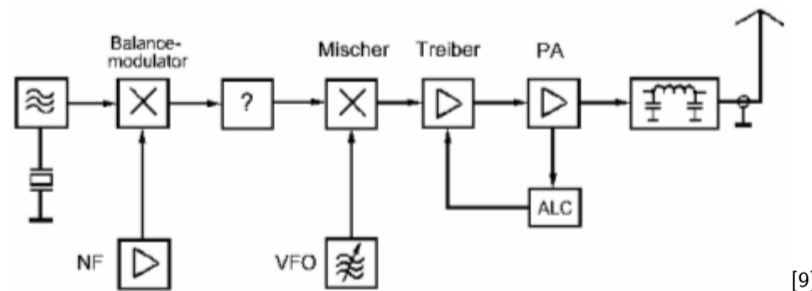 Balance-
modulator
Mischer
Treiber
PA
?
ALC
NF
VFO
[9]